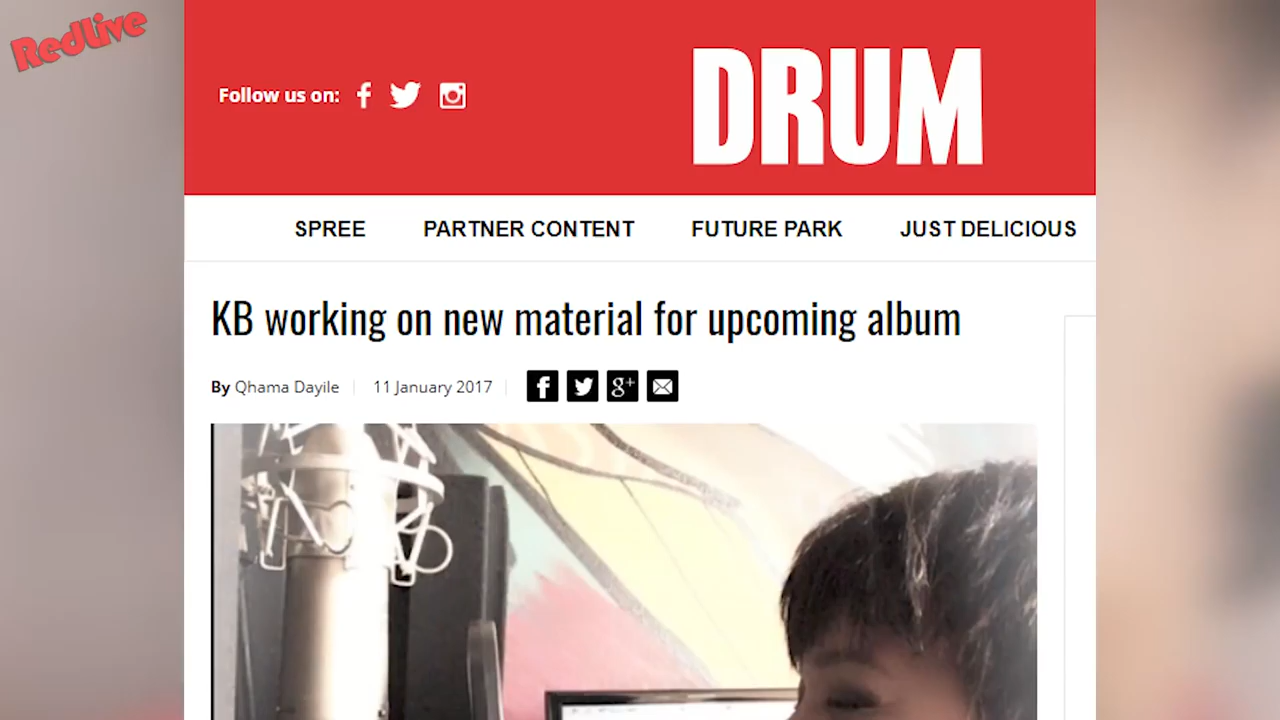 RedLive
Follow us on:
DRUM
SPREE PARTNER CONTENT FUTURE PARK JUST DELICIOUS
KB working on new material for upcoming album
By Qhama Dayile 11 January 2017